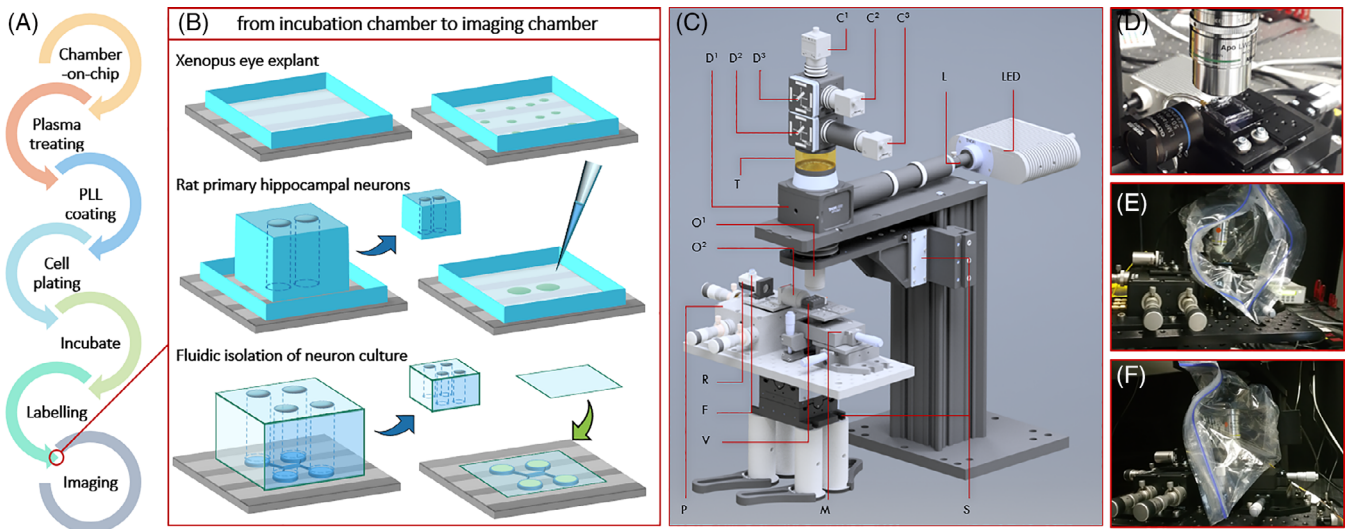 (A)
Chamber
-on-chip
Plasma
treating
PLL
coating
Cell
plating
Incubate
Labelling
Imaging
(B)
from incubation chamber to imaging chamber
Xenopus eye explant
Rat primary hippocampal neurons
Fluidic isolation of neuron culture
(C)
C¹ C² C³
D¹ D² D³
L LED
T
D¹
O¹
O²
P
R
F
V
M
S
(D)
Apo LW
(E)
(F)